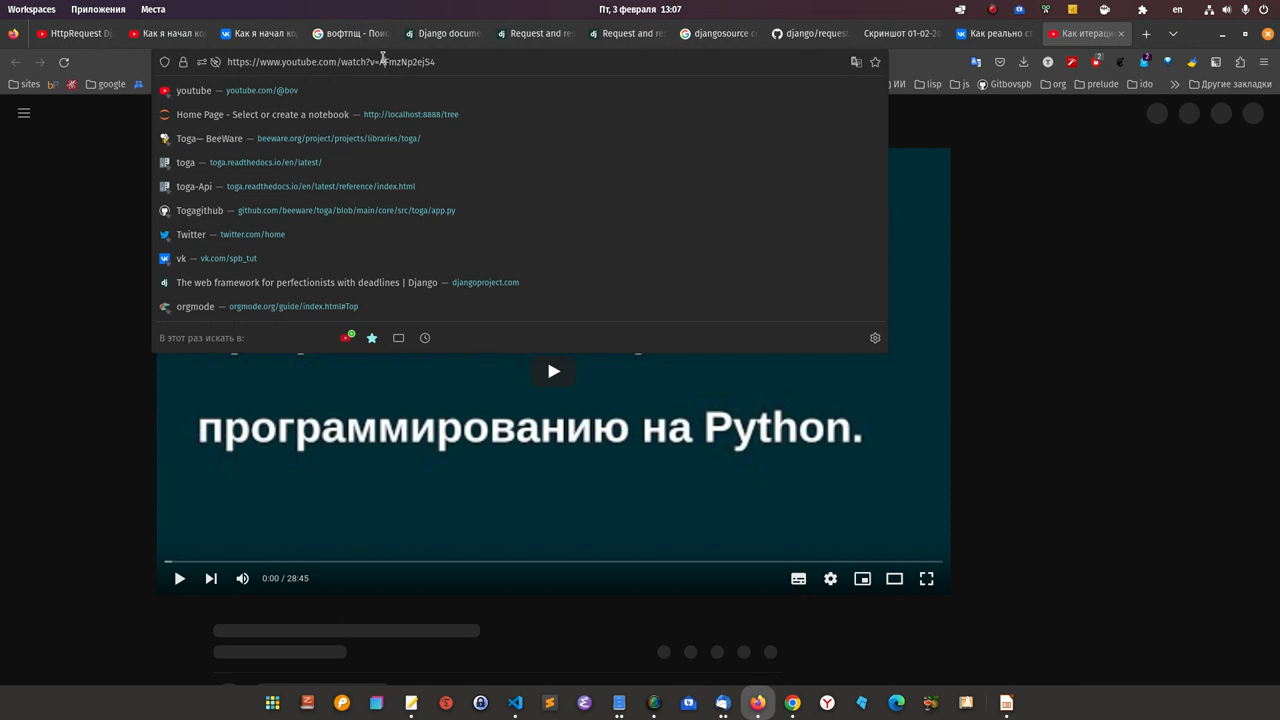 Workspaces Приложения Места Пт, 3 февраля 13:07 en
HttpRequest Dj Как я начал код Как я начал ко вофтпщ - Поис Django docume Request and res Request and re djangosource co django/request Скриншот 01-02-20 Как реально ст Как итераци
https://www.youtube.com/watch?v= mzNp2ejS4
sites google ИИ lisp js Gitbovspb org prelude ido Другие закладки
youtube — youtube.com/@bov
Home Page - Select or create a notebook — http://localhost:8888/tree
Toga— BeeWare — beeware.org/project/projects/libraries/toga/
toga — toga.readthedocs.io/en/latest/
toga-Api — toga.readthedocs.io/en/latest/reference/index.html
Togagithub — github.com/beeware/toga/blob/main/core/src/toga/app.py
Twitter — twitter.com/home
vk — vk.com/spb_tut
The web framework for perfectionists with deadlines | Django — djangoproject.com
orgmode — orgmode.org/guide/index.html#Top
В этот раз искать в:
программированию на Python.
0:00 / 28:45